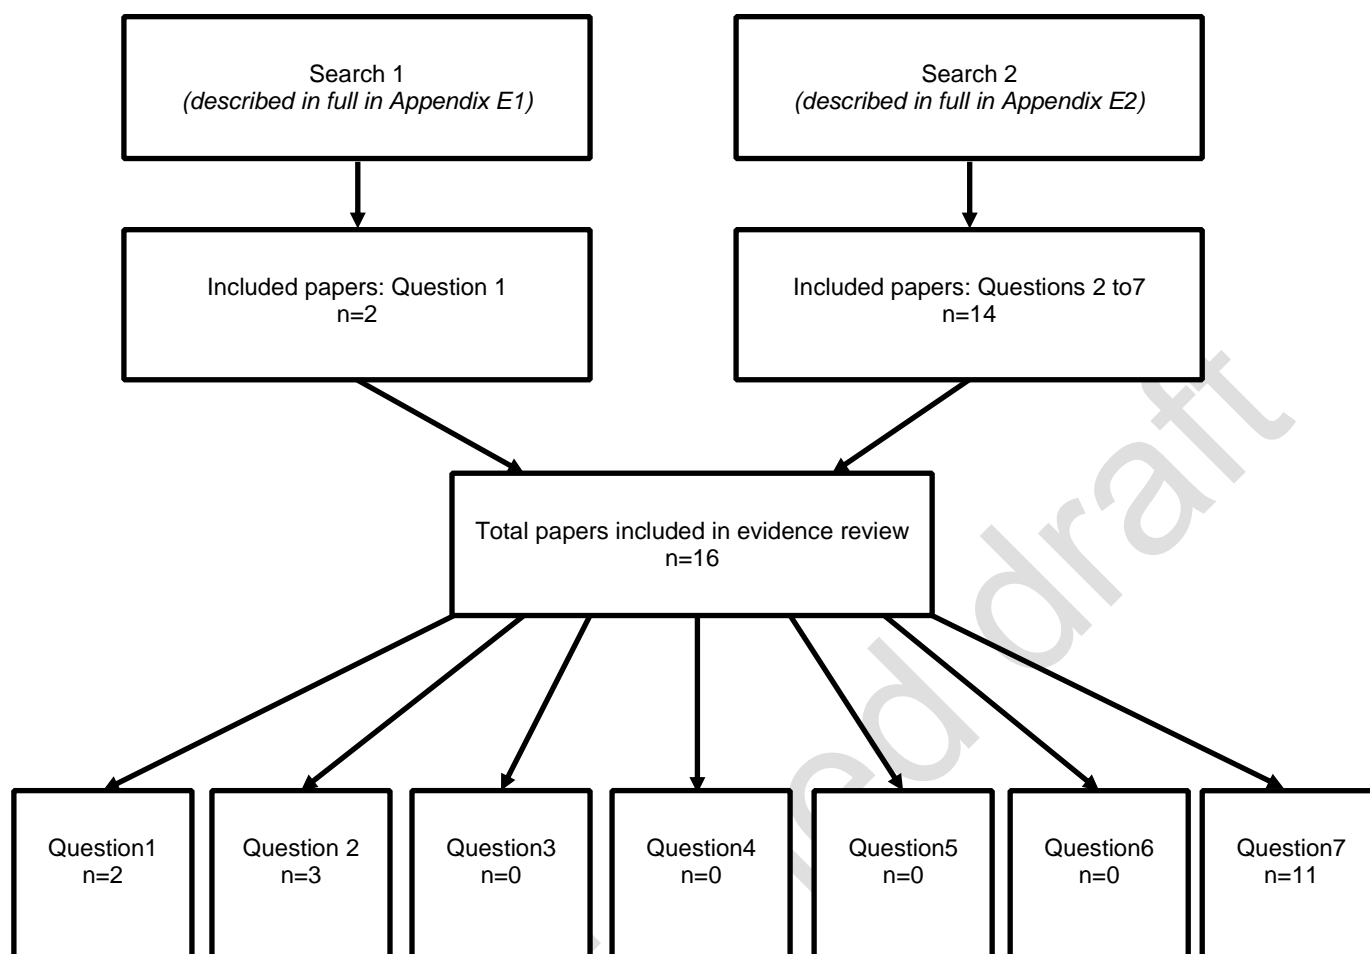 Search 1
(described in full in Appendix E1)
Search 2
(described in full in Appendix E2)
Included papers: Question 1
n=2
Included papers: Questions 2 to7
n=14
Total papers included in evidence review
n=16
Question1
n=2
Question 2
n=3
Question3
n=0
Question4
n=0
Question5
n=0
Question6
n=0
Question7
n=11
draft